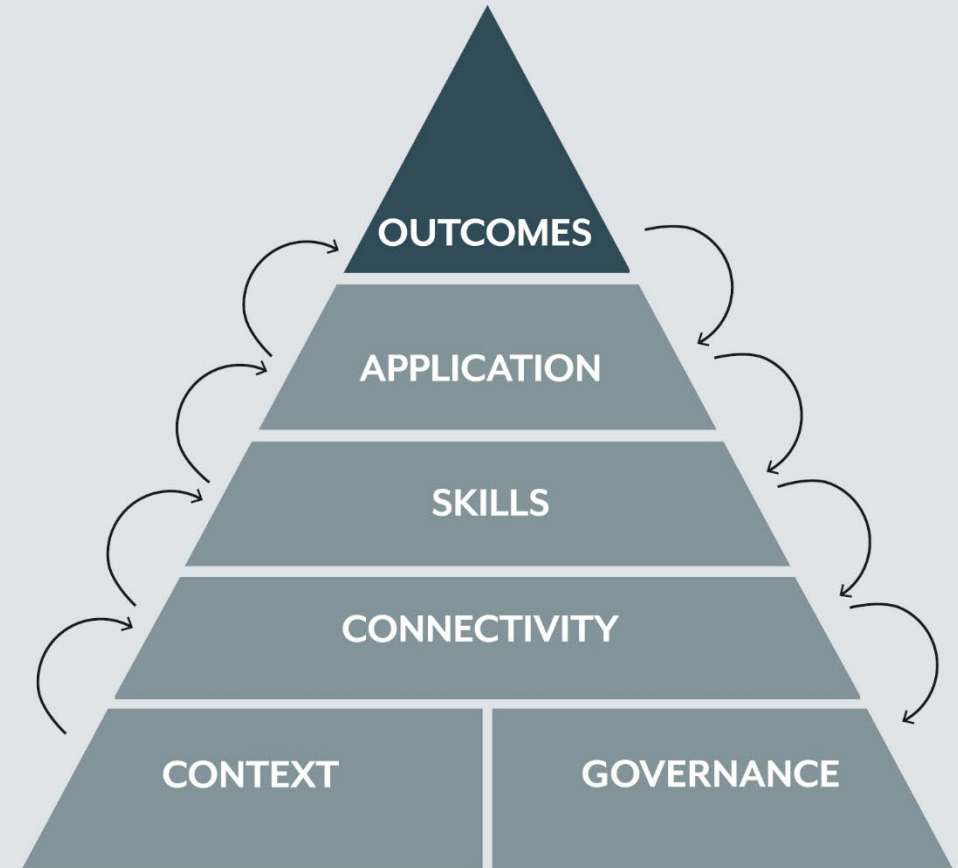 OUTCOMES
APPLICATION
SKILLS
CONNECTIVITY
CONTEXT
GOVERNANCE